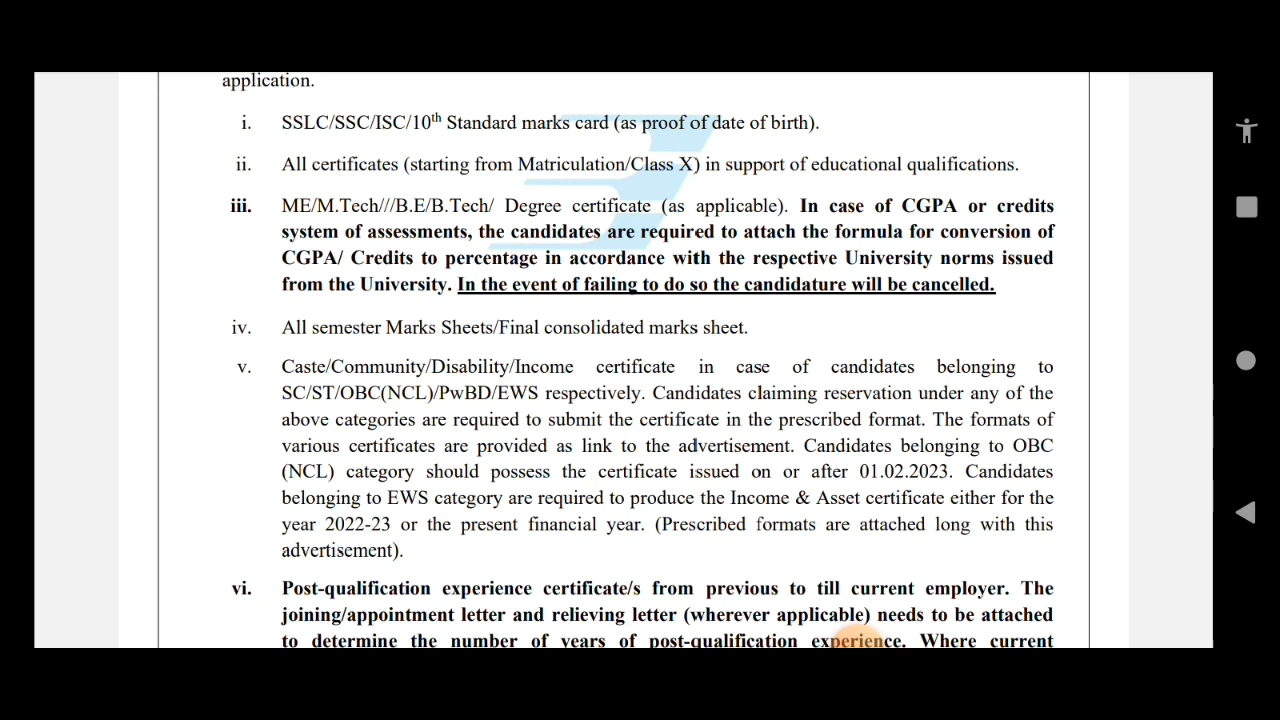 application.
i. SSLC/SSC/ISC/10th Standard marks card (as proof of date of birth).
ii. All certificates (starting from Matriculation/Class X) in support of educational qualifications.
iii. ME/M.Tech///B.E/B.Tech/ Degree certificate (as applicable). In case of CGPA or credits
system of assessments, the candidates are required to attach the formula for conversion of
CGPA/ Credits to percentage in accordance with the respective University norms issued
from the University. In the event of failing to do so the candidature will be cancelled.
iv. All semester Marks Sheets/Final consolidated marks sheet.
v. Caste/Community/Disability/Income certificate in case of candidates belonging to
SC/ST/OBC(NCL)/PwBD/EWS respectively. Candidates claiming reservation under any of the
above categories are required to submit the certificate in the prescribed format. The formats of
various certificates are provided as link to the advertisement. Candidates belonging to OBC
(NCL) category should possess the certificate issued on or after 01.02.2023. Candidates
belonging to EWS category are required to produce the Income & Asset certificate either for the
year 2022-23 or the present financial year. (Prescribed formats are attached long with this
advertisement).
vi. Post-qualification experience certificate/s from previous to till current employer. The
joining/appointment letter and relieving letter (wherever applicable) needs to be attached
to determine the number of years of post-qualification experience. Where current